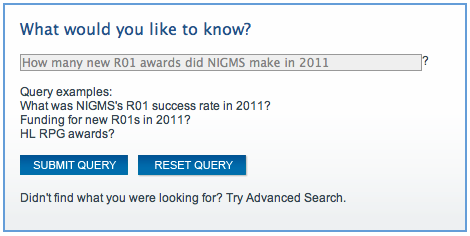 What would you like to know?
How many new R01 awards did NIGMS make in 2011 ?
Query examples:
What was NIGMS's R01 success rate in 2011?
Funding for new R01s in 2011?
HL RPG awards?
SUBMIT QUERY RESET QUERY
Didn't find what you were looking for? Try Advanced Search.